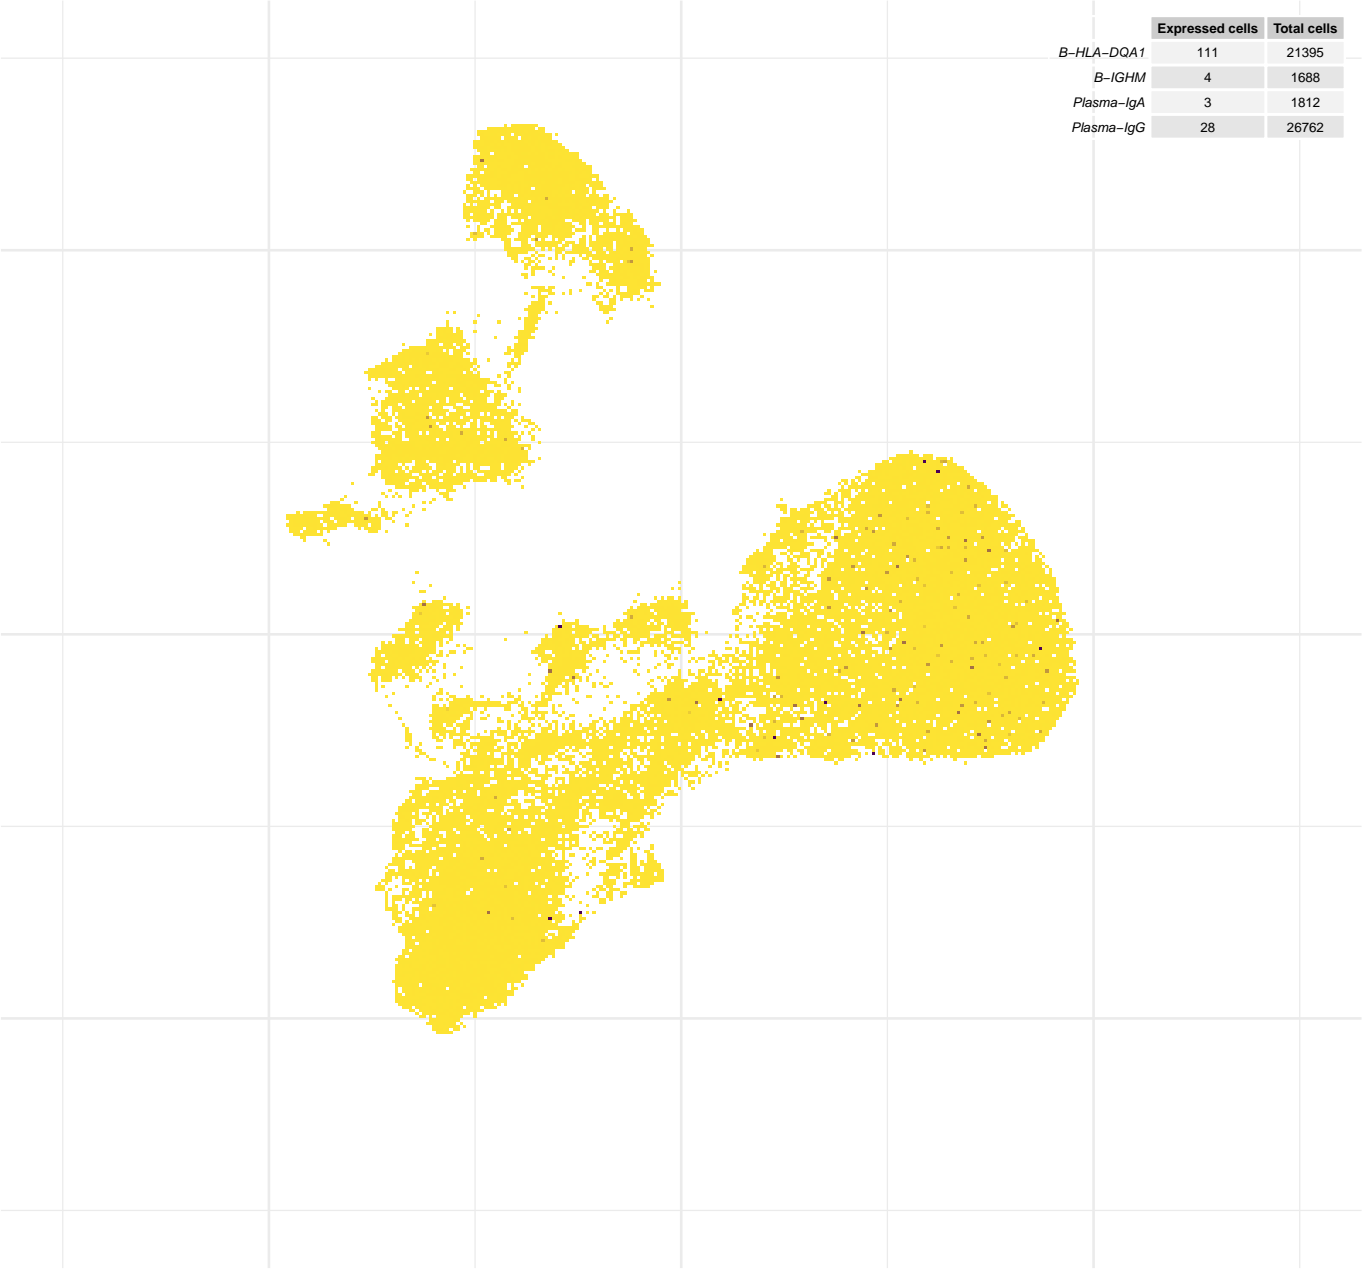 Expressed cells Total cells
B−HLA−DQA1 111 21395
B−IGHM 4 1688
Plasma−IgA 3 1812
Plasma−IgG 28 26762